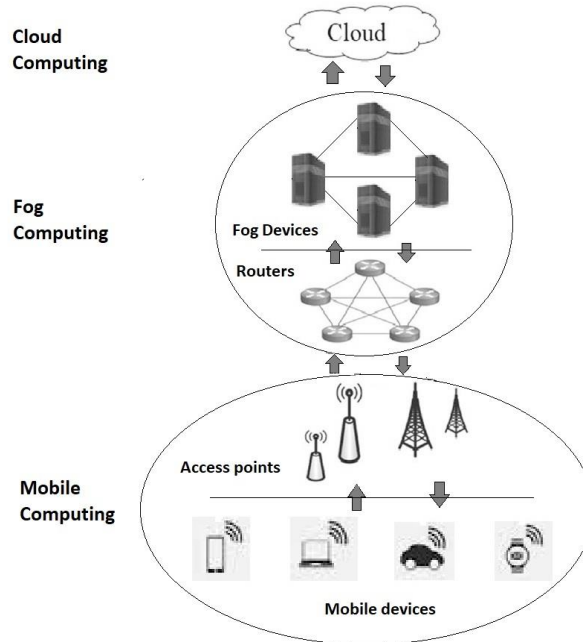 Cloud
Computing
Cloud
Fog
Computing
Fog Devices
Routers
Mobile
Computing
Access points
Mobile devices